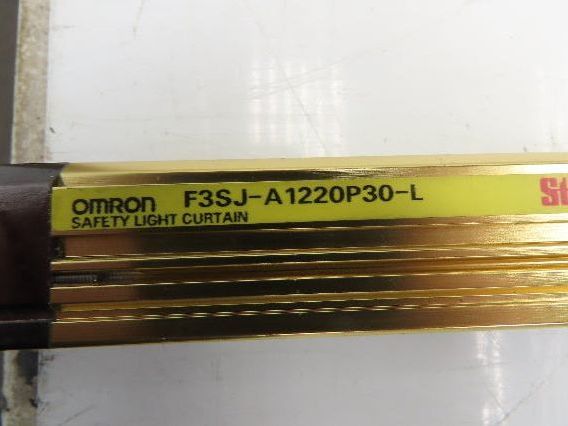 OMRON F3SJ-A1220P30-L
SAFETY LIGHT CURTAIN